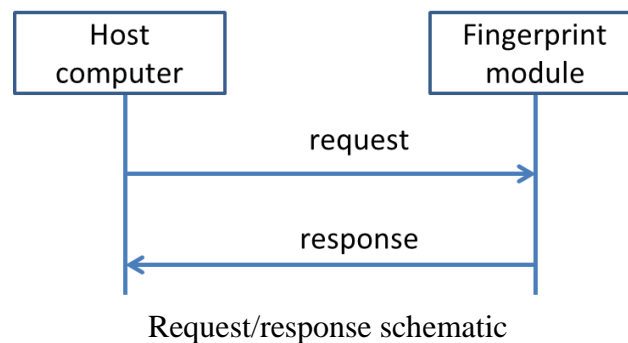 Host
computer
Fingerprint
module
request
response
Request/response schematic